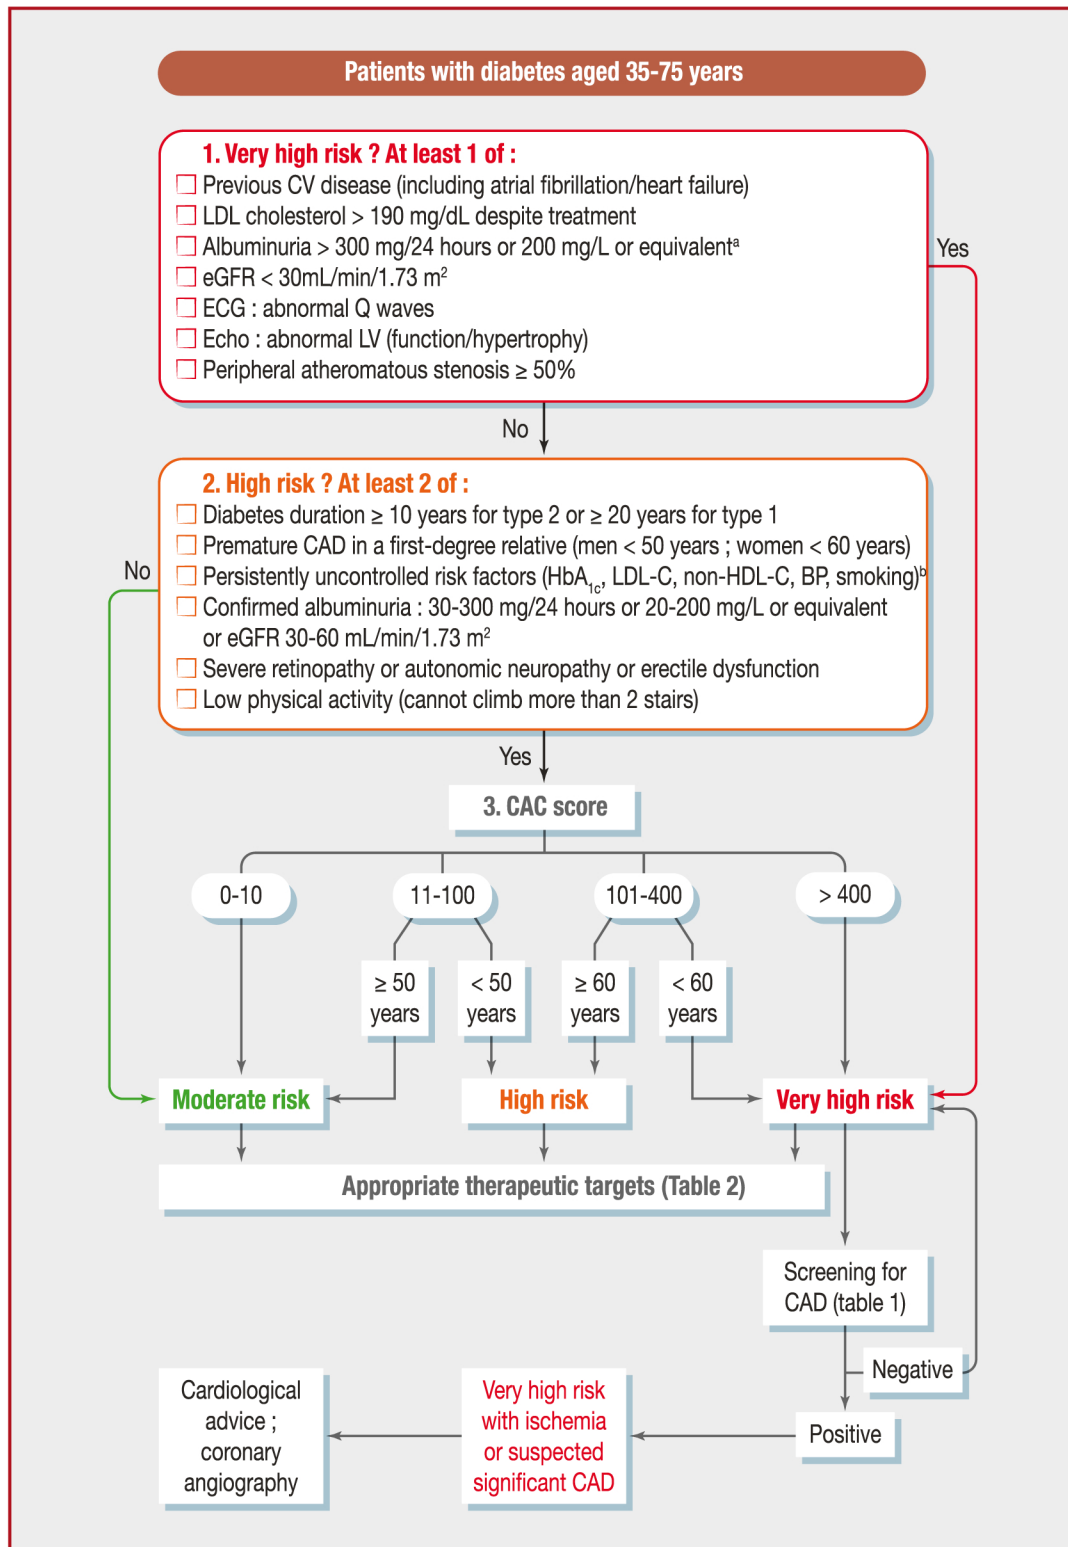 Patients with diabetes aged 35-75 years
1. Very high risk ? At least 1 of :
Previous CV disease (including atrial fibrillation/heart failure)
LDL cholesterol > 190 mg/dL despite treatment
Albuminuria > 300 mg/24 hours or 200 mg/L or equivalentᵃ
eGFR < 30mL/min/1.73 m²
ECG : abnormal Q waves
Echo : abnormal LV (function/hypertrophy)
Peripheral atheromatous stenosis ≥ 50%
Yes
No
2. High risk ? At least 2 of :
Diabetes duration ≥ 10 years for type 2 or ≥ 20 years for type 1
Premature CAD in a first-degree relative (men < 50 years ; women < 60 years)
Persistently uncontrolled risk factors (HbA₁c, LDL-C, non-HDL-C, BP, smoking)ᵇ
Confirmed albuminuria : 30-300 mg/24 hours or 20-200 mg/L or equivalent
or eGFR 30-60 mL/min/1.73 m²
Severe retinopathy or autonomic neuropathy or erectile dysfunction
Low physical activity (cannot climb more than 2 stairs)
No
Yes
3. CAC score
0-10
11-100
101-400
> 400
≥ 50
years
< 50
years
≥ 60
years
< 60
years
Moderate risk
High risk
Very high risk
Appropriate therapeutic targets (Table 2)
Screening for
CAD (table 1)
Negative
Positive
Very high risk
with ischemia
or suspected
significant CAD
Cardiological
advice ;
coronary
angiography